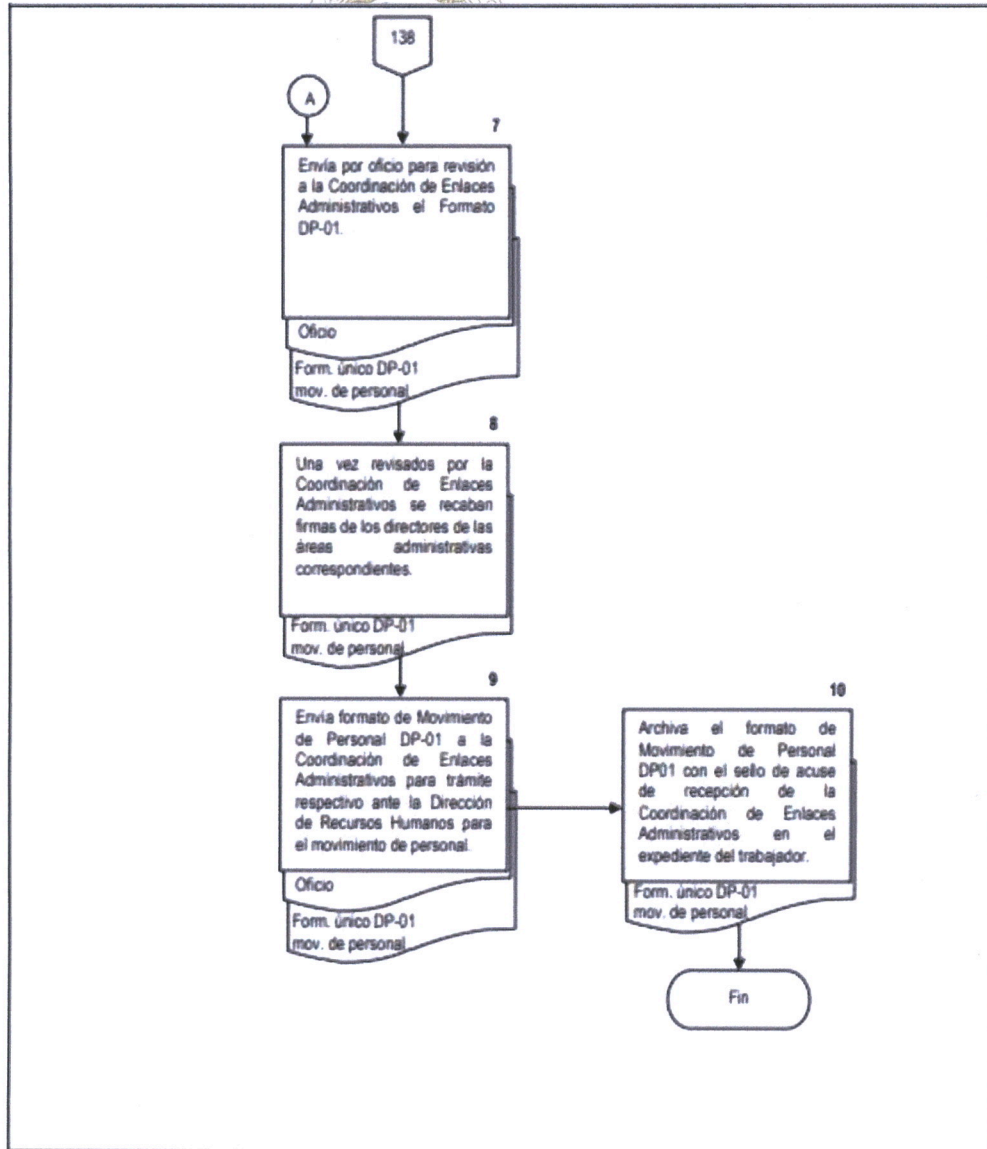 138
A
7
Envía por oficio para revisión
a la Coordinación de Enlaces
Administrativos el Formato
DP-01.
Oficio
Form. único DP-01
mov. de personal
8
Una vez revisados por la
Coordinación de Enlaces
Administrativos se recaban
firmas de los directores de las
áreas administrativas
correspondientes.
Form. único DP-01
mov. de personal
9
Envía formato de Movimiento
de Personal DP-01 a la
Coordinación de Enlaces
Administrativos para trámite
respectivo ante la Dirección
de Recursos Humanos para
el movimiento de personal.
Oficio
Form. único DP-01
mov. de personal
10
Archiva el formato de
Movimiento de Personal
DP01 con el sello de acuse
de recepción de la
Coordinación de Enlaces
Administrativos en el
expediente del trabajador.
Form. único DP-01
mov. de personal
Fin